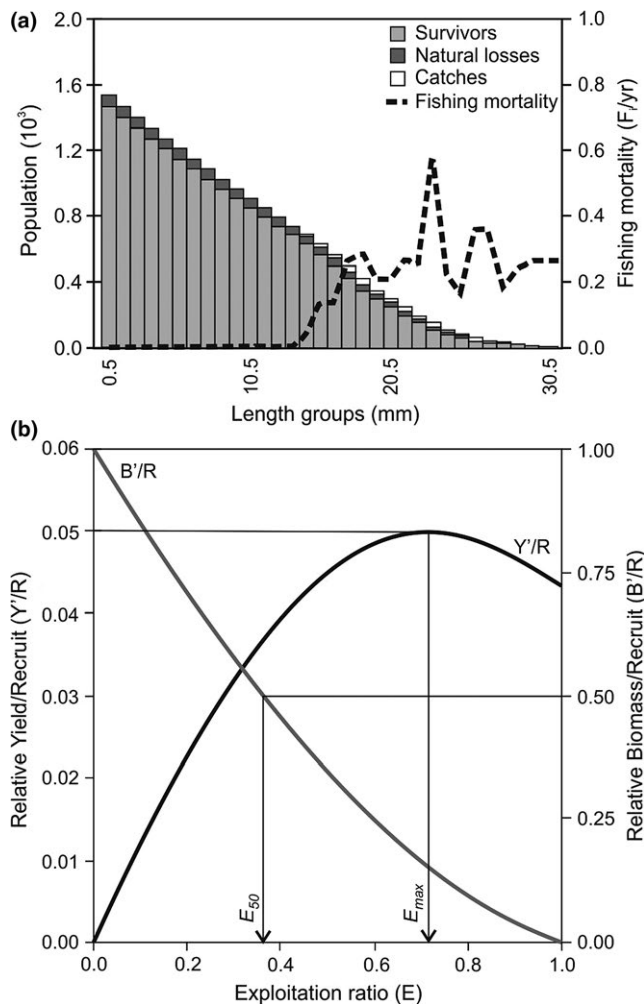 (a)
2.0
1.6
1.2
0.8
0.4
0.0
Population (10³)
Survivors
Natural losses
Catches
Fishing mortality
1.0
0.8
0.6
0.4
0.2
0.0
Fishing mortality (Fᵢ/yr)
0.5
10.5
20.5
30.5
Length groups (mm)
(b)
0.06
0.05
0.04
0.03
0.02
0.01
0.00
Relative Yield/Recruit (Y'/R)
B'/R
Y'/R
E50
Emax
1.00
0.75
0.50
0.25
0.00
Relative Biomass/Recruit (B'/R)
0.0 0.2 0.4 0.6 0.8 1.0
Exploitation ratio (E)